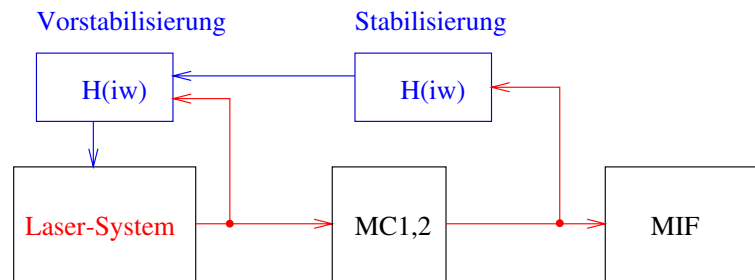 Vorstabilisierung
Stabilisierung
H(iw)
H(iw)
Laser-System
MC1,2
MIF